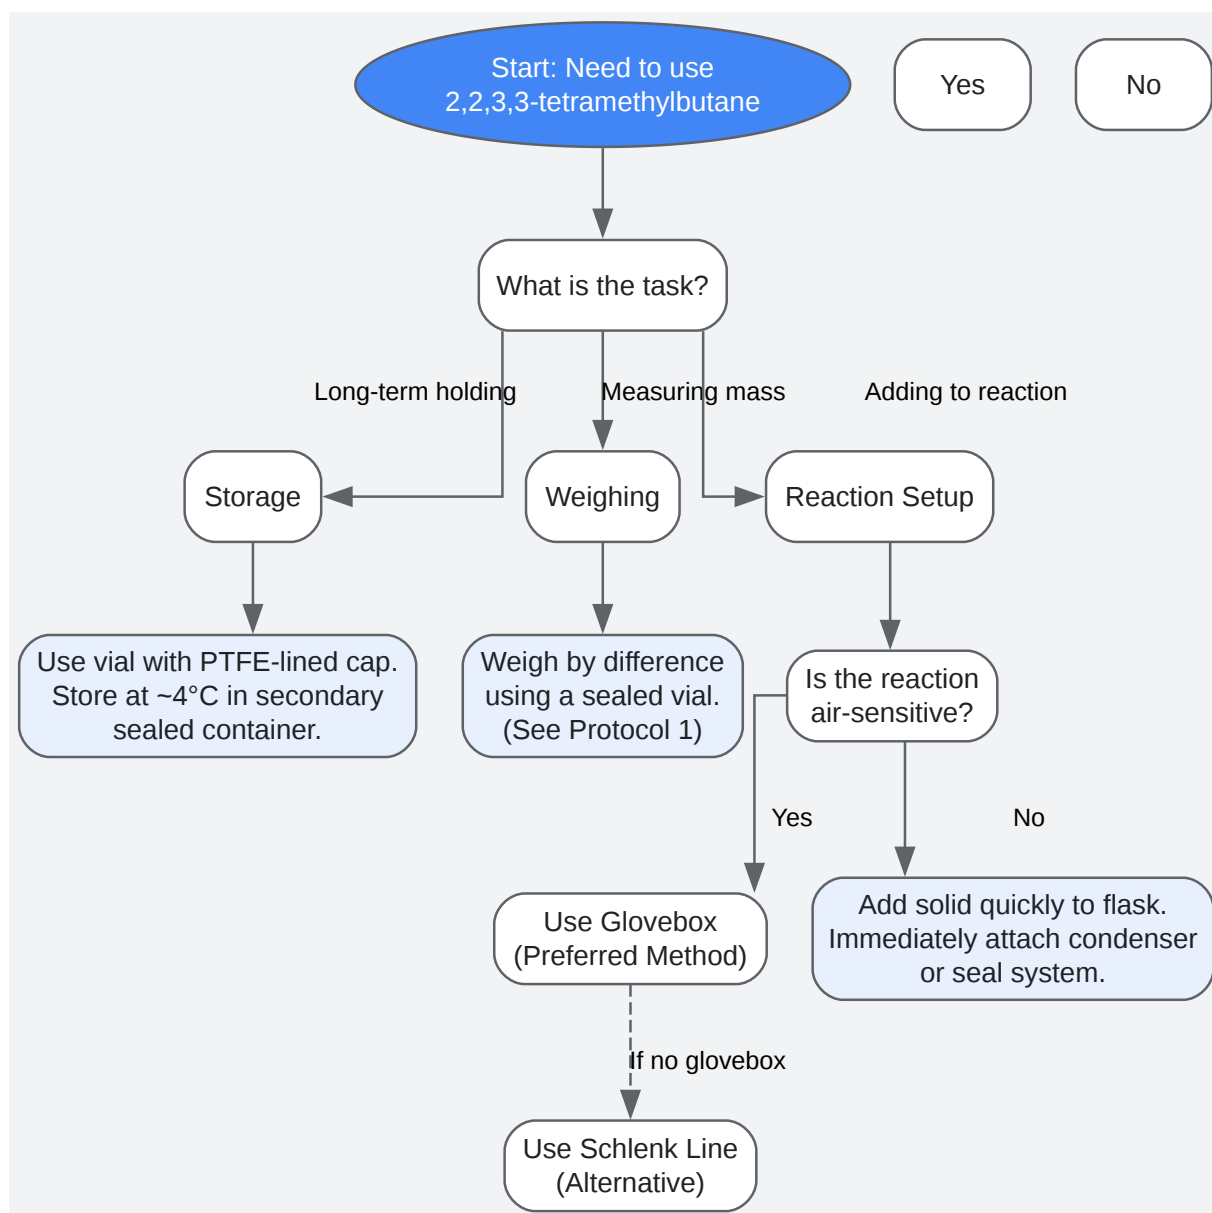 Start: Need to use
2,2,3,3-tetramethylbutane
Yes
No
What is the task?
Long-term holding
Measuring mass
Adding to reaction
Storage
Weighing
Reaction Setup
Use vial with PTFE-lined cap.
Store at ~4°C in secondary
sealed container.
Weigh by difference
using a sealed vial.
(See Protocol 1)
Is the reaction
air-sensitive?
Yes
No
Use Glovebox
(Preferred Method)
Add solid quickly to flask.
Immediately attach condenser
or seal system.
If no glovebox
Use Schlenk Line
(Alternative)